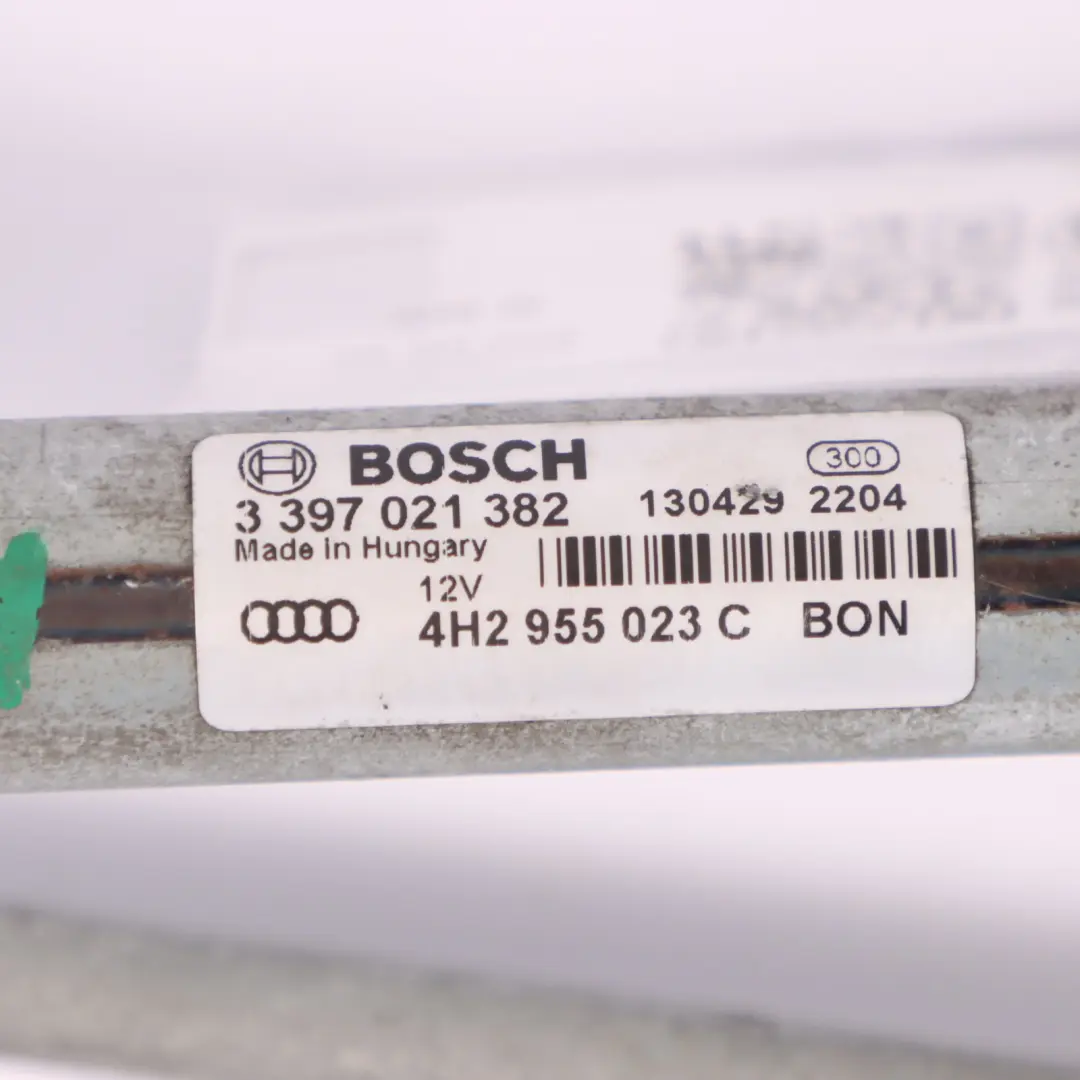 BOSCH 300
3 397 021 382 130429 2204
Made in Hungary
12V
4H2 955 023 C BON